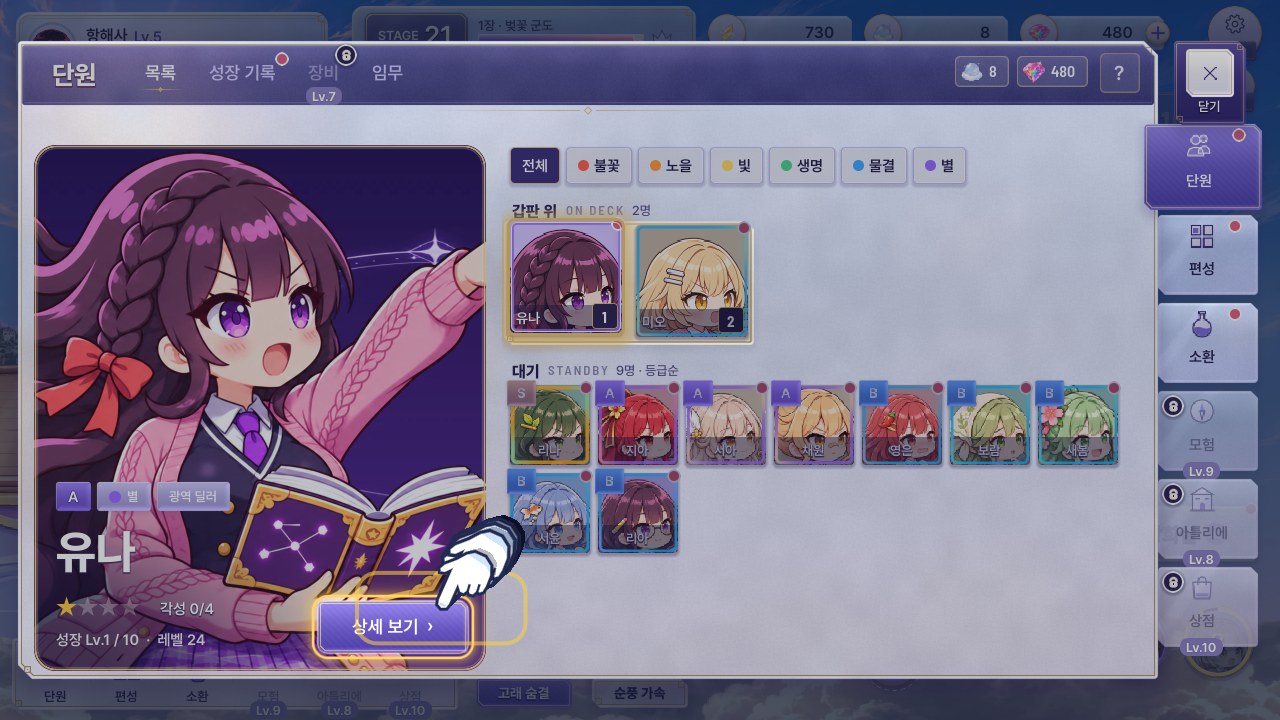 항해사 Lv.5
STAGE 21
1장 · 벚꽃 군도
730
8
480
단원
목록
성장 기록
장비
Lv.7
임무
8
480
?
닫기
전체
불꽃
노을
빛
생명
물결
별
갑판 위 ON DECK 2명
유나
1
미오
2
대기 STANDBY 9명 · 등급순
S
리나
A
지아
A
서아
A
재원
B
영은
B
보람
B
새봄
B
서윤
B
리아
A
별
광역 딜러
유나
각성 0/4
성장 Lv.1 / 10 · 레벨 24
상세 보기 ›
단원
편성
소환
모험
Lv.9
아틀리에
Lv.8
상점
Lv.10
단원
편성
소환
모험
Lv.9
아틀리에
Lv.8
상점
Lv.10
고래 숨결
순풍 가속